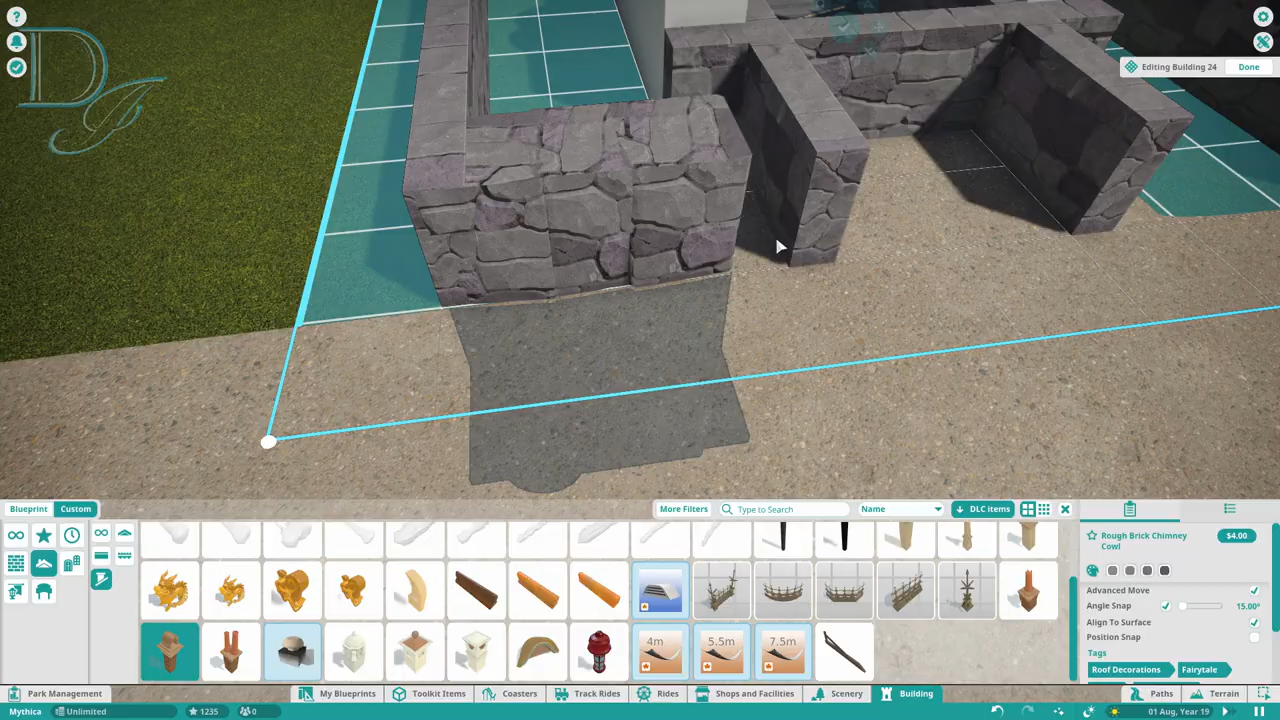 DJ
Editing Building 24
Done
Blueprint
Custom
More Filters
Type to Search
Name
DLC items
Rough Brick Chimney Cowl
$4.00
Advanced Move
Angle Snap
15.00°
Align To Surface
Position Snap
Tags
Roof Decorations
Fairytale
4m
5.5m
7.5m
Park Management
My Blueprints
Toolkit Items
Coasters
Track Rides
Rides
Shops and Facilities
Scenery
Building
Paths
Terrain
Mythica
Unlimited
1235
0
01 Aug, Year 19